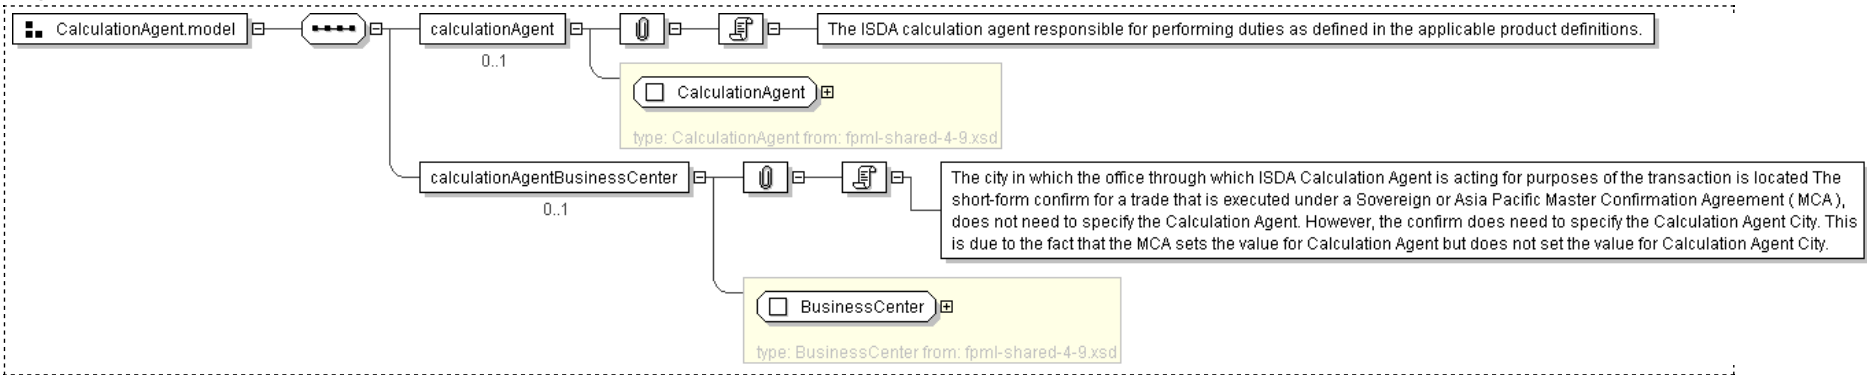 CalculationAgent.model
calculationAgent
The ISDA calculation agent responsible for performing duties as defined in the applicable product definitions.
0..1
CalculationAgent
type: CalculationAgent from: fpml-shared-4-9.xsd
calculationAgentBusinessCenter
0..1
The city in which the office through which ISDA Calculation Agent is acting for purposes of the transaction is located The
short-form confirm for a trade that is executed under a Sovereign or Asia Pacific Master Confirmation Agreement ( MCA ),
does not need to specify the Calculation Agent. However, the confirm does need to specify the Calculation Agent City. This
is due to the fact that the MCA sets the value for Calculation Agent but does not set the value for Calculation Agent City.
BusinessCenter
type: BusinessCenter from: fpml-shared-4-9.xsd